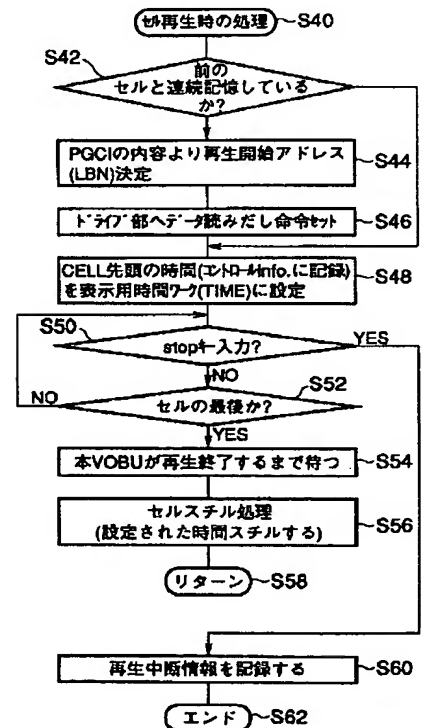 セル再生時の処理 S40
S42
前の
セルと連続記憶している
か?
PGCIの内容より再生開始アドレス
(LBN)決定
S44
ドライブ部へデータ読みだし命令セット S46
CELL先頭の時間(コントロールInfo.に記録)
を表示用時間ワーク(TIME)に設定
S48
S50
stopキー入力?
YES
NO
S52
セルの最後か?
NO
YES
本VOBUが再生終了するまで待つ S54
セルスチル処理
(設定された時間スチルする)
S56
リターン S58
再生中断情報を記録する S60
エンド S62